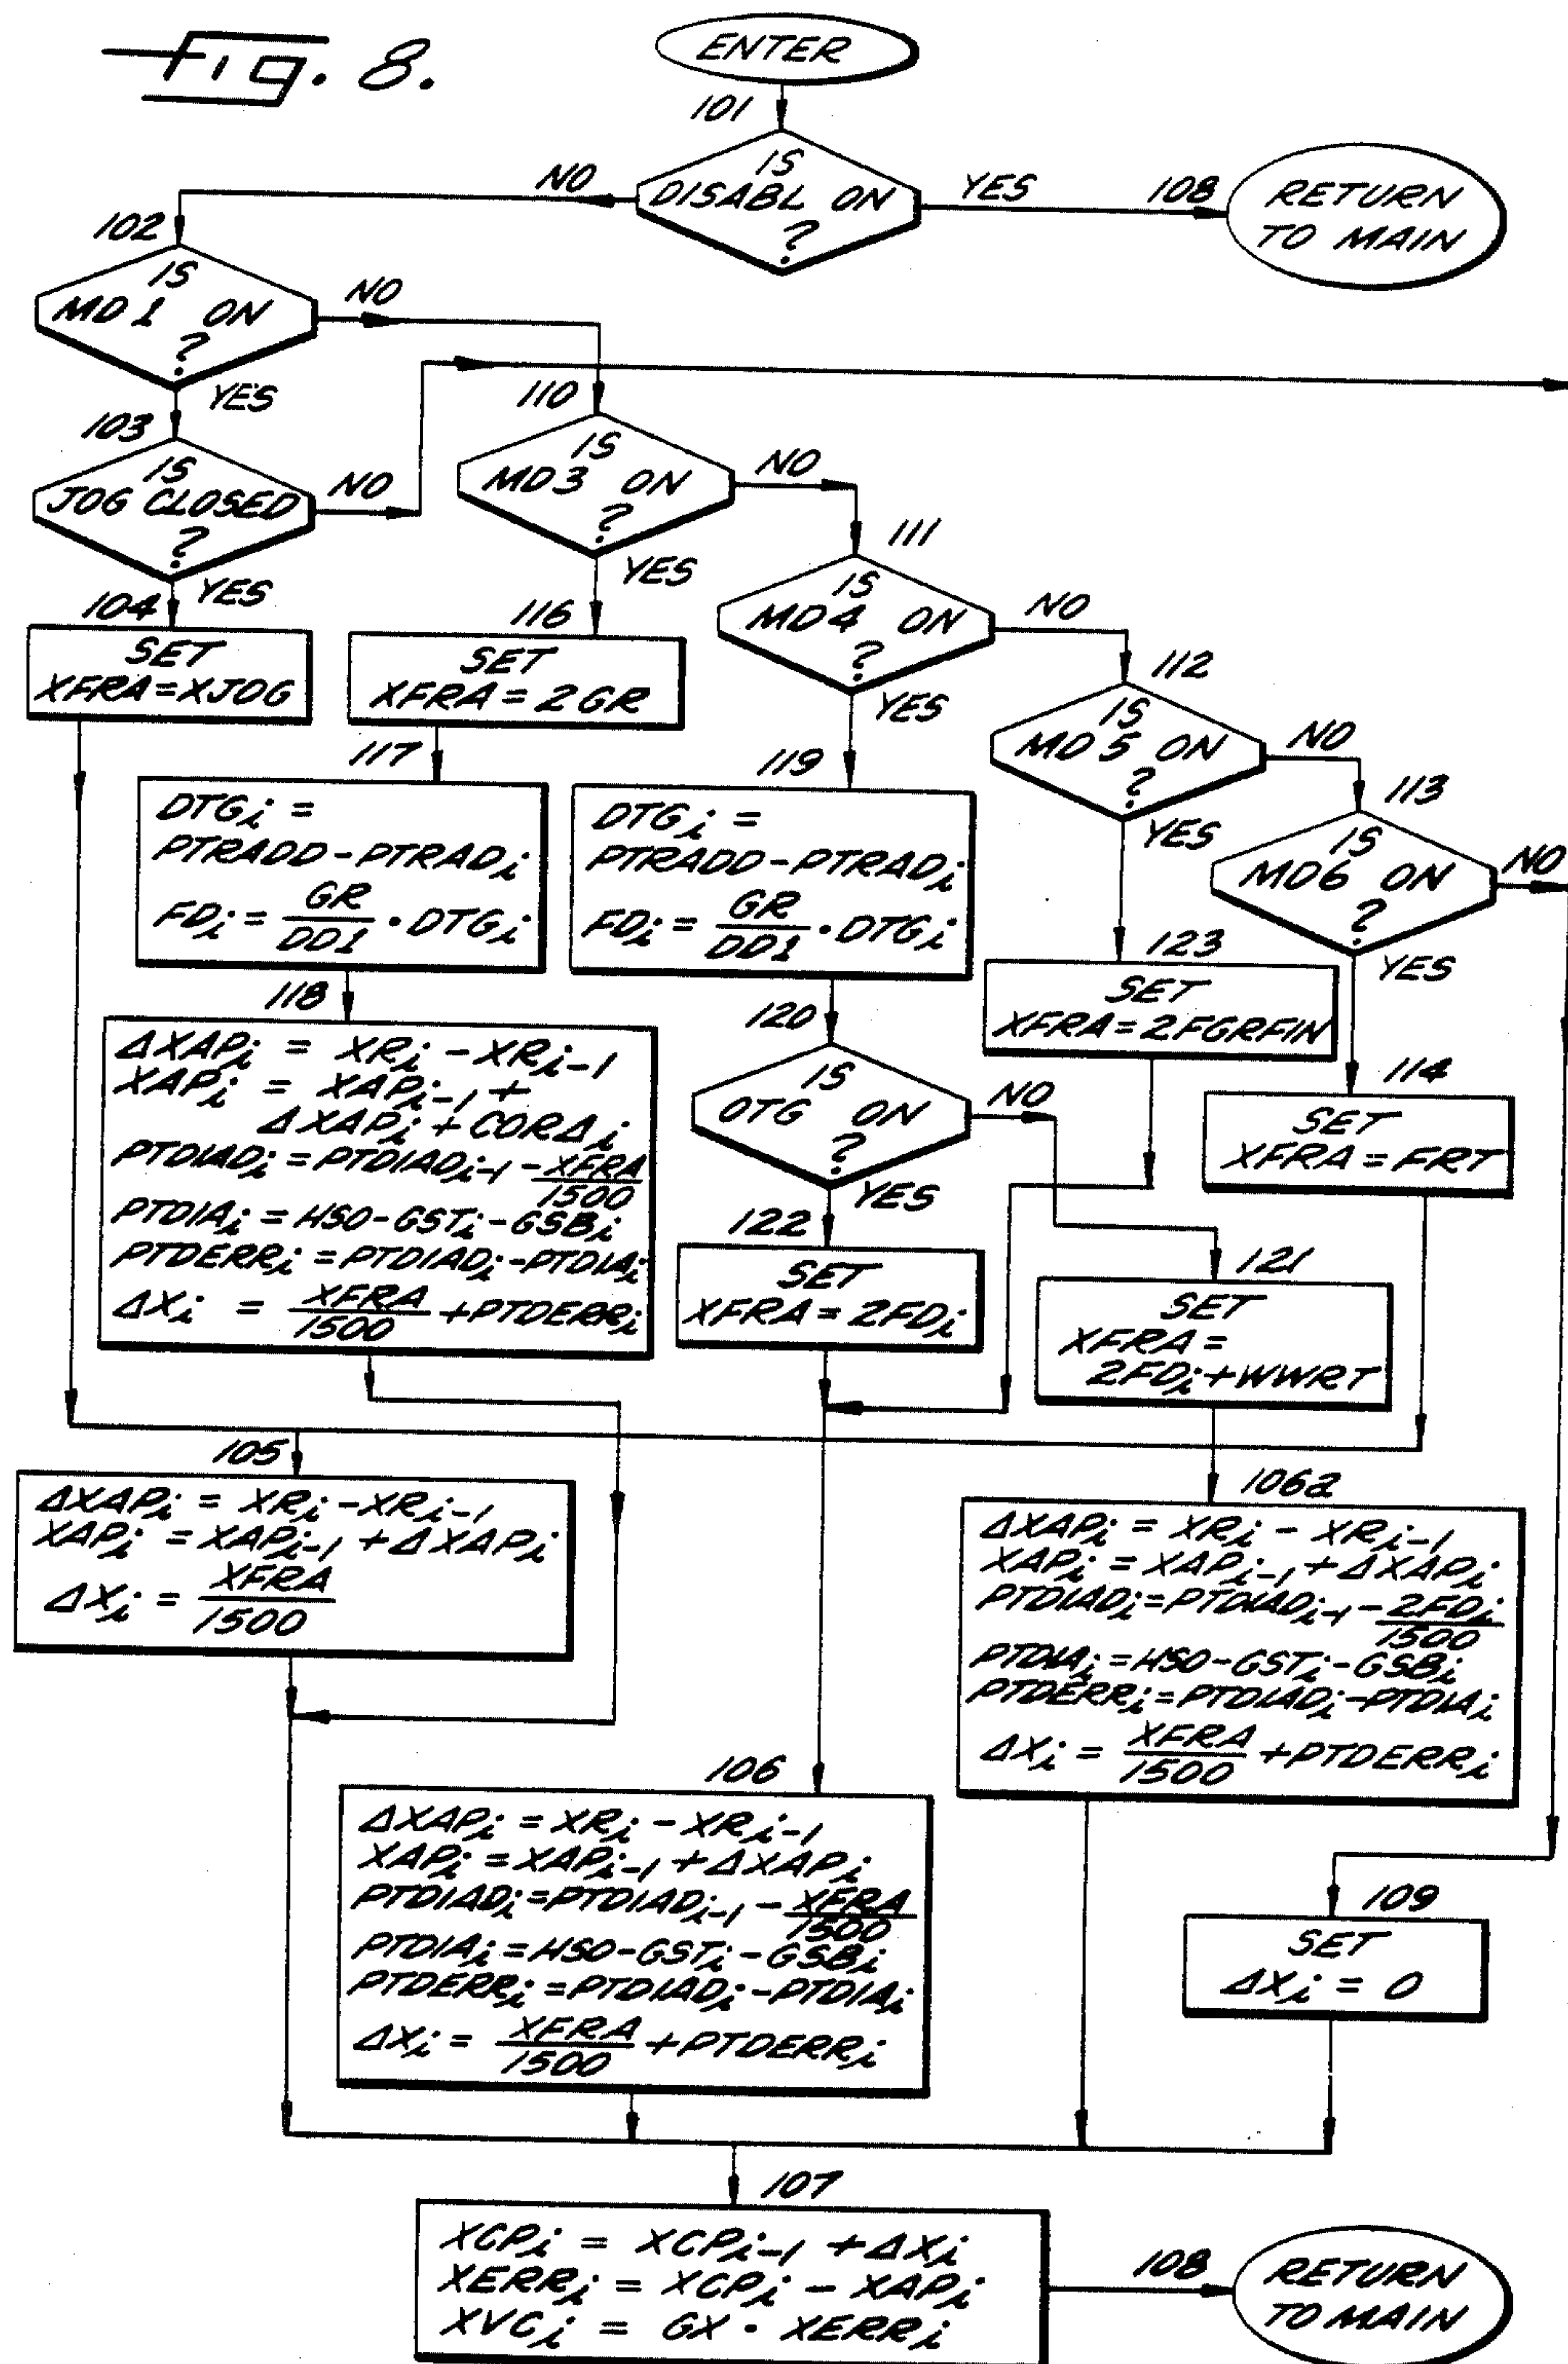 Fig. 8.
ENTER
101
IS
DISABL ON
?
NO
YES
108
RETURN
TO MAIN
102
IS
MD1 ON
?
NO
YES
103
IS
JOG CLOSED
?
NO
YES
104
SET
XFRA=XJOG
110
IS
MD3 ON
?
NO
YES
116
SET
XFRA=2GR
117
DTGi =
PTRADD-PTRADi
FDi = GR/DD1 · DTGi
118
ΔXAPi = XRi - XRi-1
XAPi = XAPi-1 +
ΔXAPi + CORΔi
PTDIADi = PTDIADi-1 - XFRA/1500
PTDIAi = HSO-GSTi-GSBi
PTDERRi = PTDIADi-PTDIAi
ΔXi = XFRA/1500 + PTDERRi
111
IS
MD4 ON
?
NO
YES
119
DTGi =
PTRADD-PTRADi
FDi = GR/DD1 · DTGi
120
IS
OTG ON
?
NO
YES
122
SET
XFRA=2FDi
112
IS
MD5 ON
?
NO
YES
123
SET
XFRA=2FGRFIN
113
IS
MD6 ON
?
NO
YES
114
SET
XFRA=FRT
121
SET
XFRA=
2FDi+WWRT
105
ΔXAPi = XRi - XRi-1
XAPi = XAPi-1 + ΔXAPi
ΔXi = XFRA/1500
106a
ΔXAPi = XRi - XRi-1
XAPi = XAPi-1 + ΔXAPi
PTDIADi = PTDIADi-1 - 2FDi/1500
PTDIAi = HSO-GSTi-GSBi
PTDERRi = PTDIADi-PTDIAi
ΔXi = XFRA/1500 + PTDERRi
106
ΔXAPi = XRi - XRi-1
XAPi = XAPi-1 + ΔXAPi
PTDIADi = PTDIADi-1 - XFRA/1500
PTDIAi = HSO-GSTi-GSBi
PTDERRi = PTDIADi-PTDIAi
ΔXi = XFRA/1500 + PTDERRi
109
SET
ΔXi = 0
107
XCPi = XCPi-1 + ΔXi
XERRi = XCPi - XAPi
XVCi = GX · XERRi
108
RETURN
TO MAIN